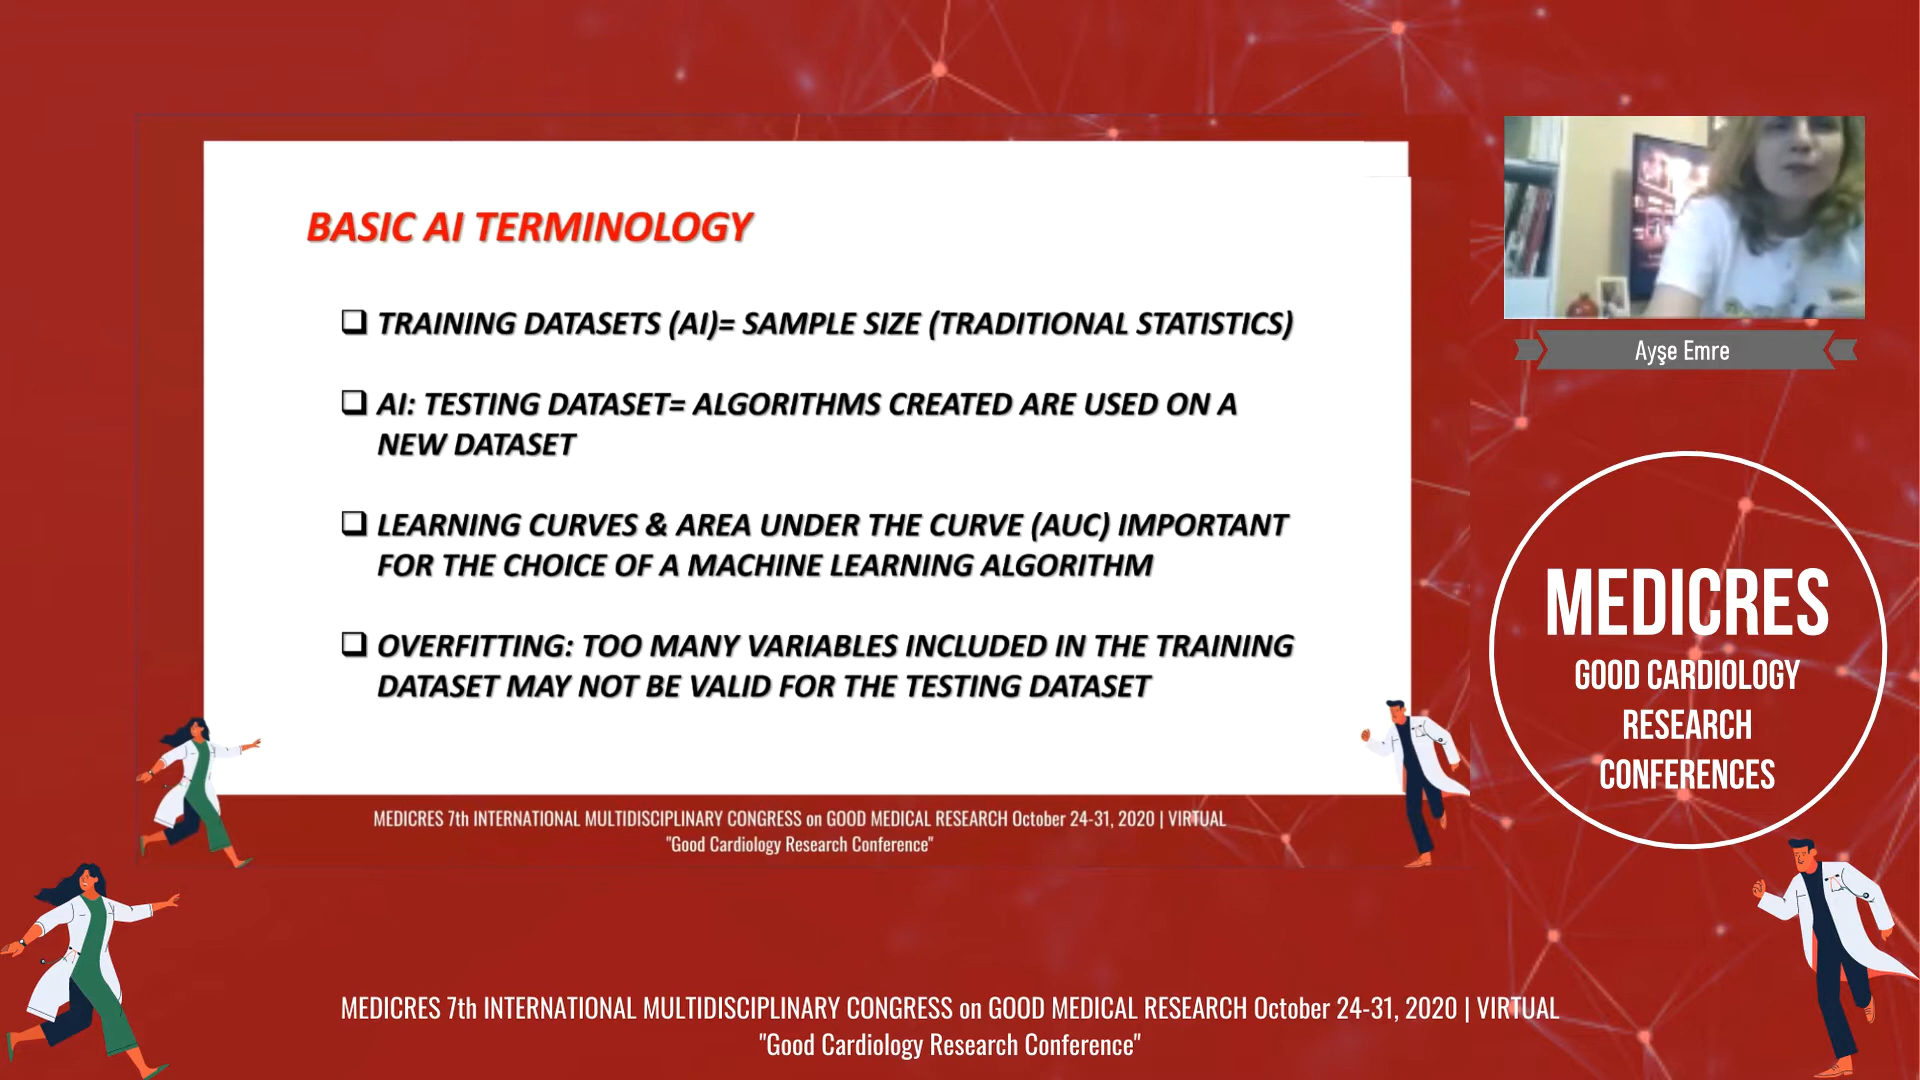 BASIC AI TERMINOLOGY
TRAINING DATASETS (AI)= SAMPLE SIZE (TRADITIONAL STATISTICS)
AI: TESTING DATASET= ALGORITHMS CREATED ARE USED ON A
NEW DATASET
LEARNING CURVES & AREA UNDER THE CURVE (AUC) IMPORTANT
FOR THE CHOICE OF A MACHINE LEARNING ALGORITHM
OVERFITTING: TOO MANY VARIABLES INCLUDED IN THE TRAINING
DATASET MAY NOT BE VALID FOR THE TESTING DATASET
MEDICRES 7th INTERNATIONAL MULTIDISCIPLINARY CONGRESS on GOOD MEDICAL RESEARCH October 24-31, 2020 | VIRTUAL
"Good Cardiology Research Conference"
Ayşe Emre
MEDICRES
GOOD CARDIOLOGY
RESEARCH
CONFERENCES
MEDICRES 7th INTERNATIONAL MULTIDISCIPLINARY CONGRESS on GOOD MEDICAL RESEARCH October 24-31, 2020 | VIRTUAL
"Good Cardiology Research Conference"